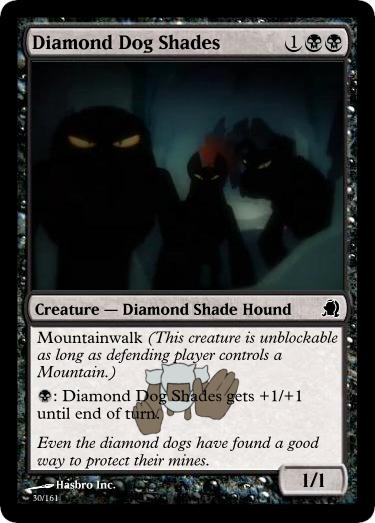 Diamond Dog Shades 1
Creature — Diamond Shade Hound
Mountainwalk (This creature is unblockable
as long as defending player controls a
Mountain.)
: Diamond Dog Shades gets +1/+1
until end of turn.
Even the diamond dogs have found a good
way to protect their mines.
1/1
Hasbro Inc.
30/161